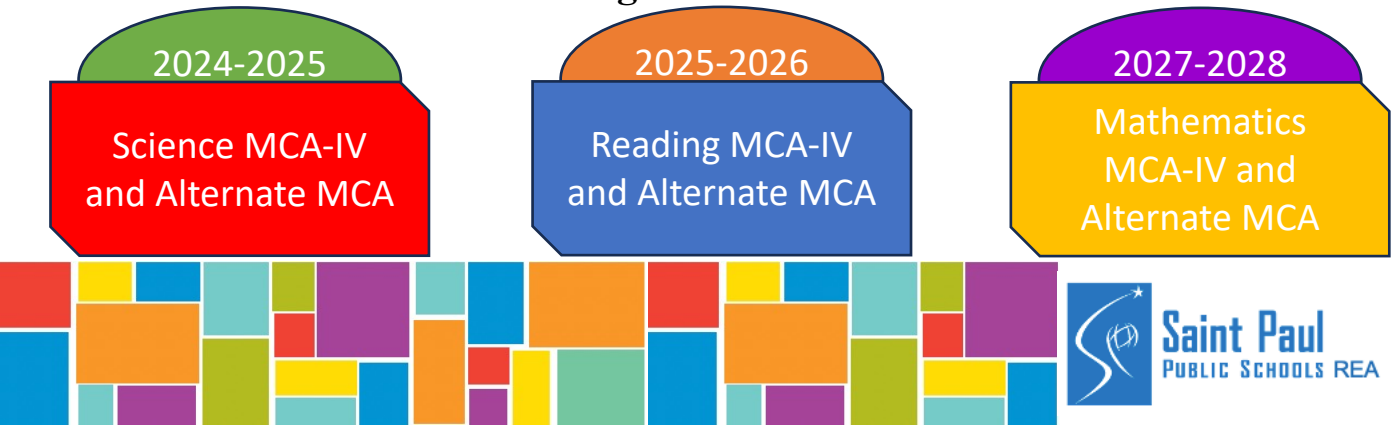 2024-2025
Science MCA-IV
and Alternate MCA
2025-2026
Reading MCA-IV
and Alternate MCA
2027-2028
Mathematics
MCA-IV and
Alternate MCA
Saint Paul
PUBLIC SCHOOLS REA